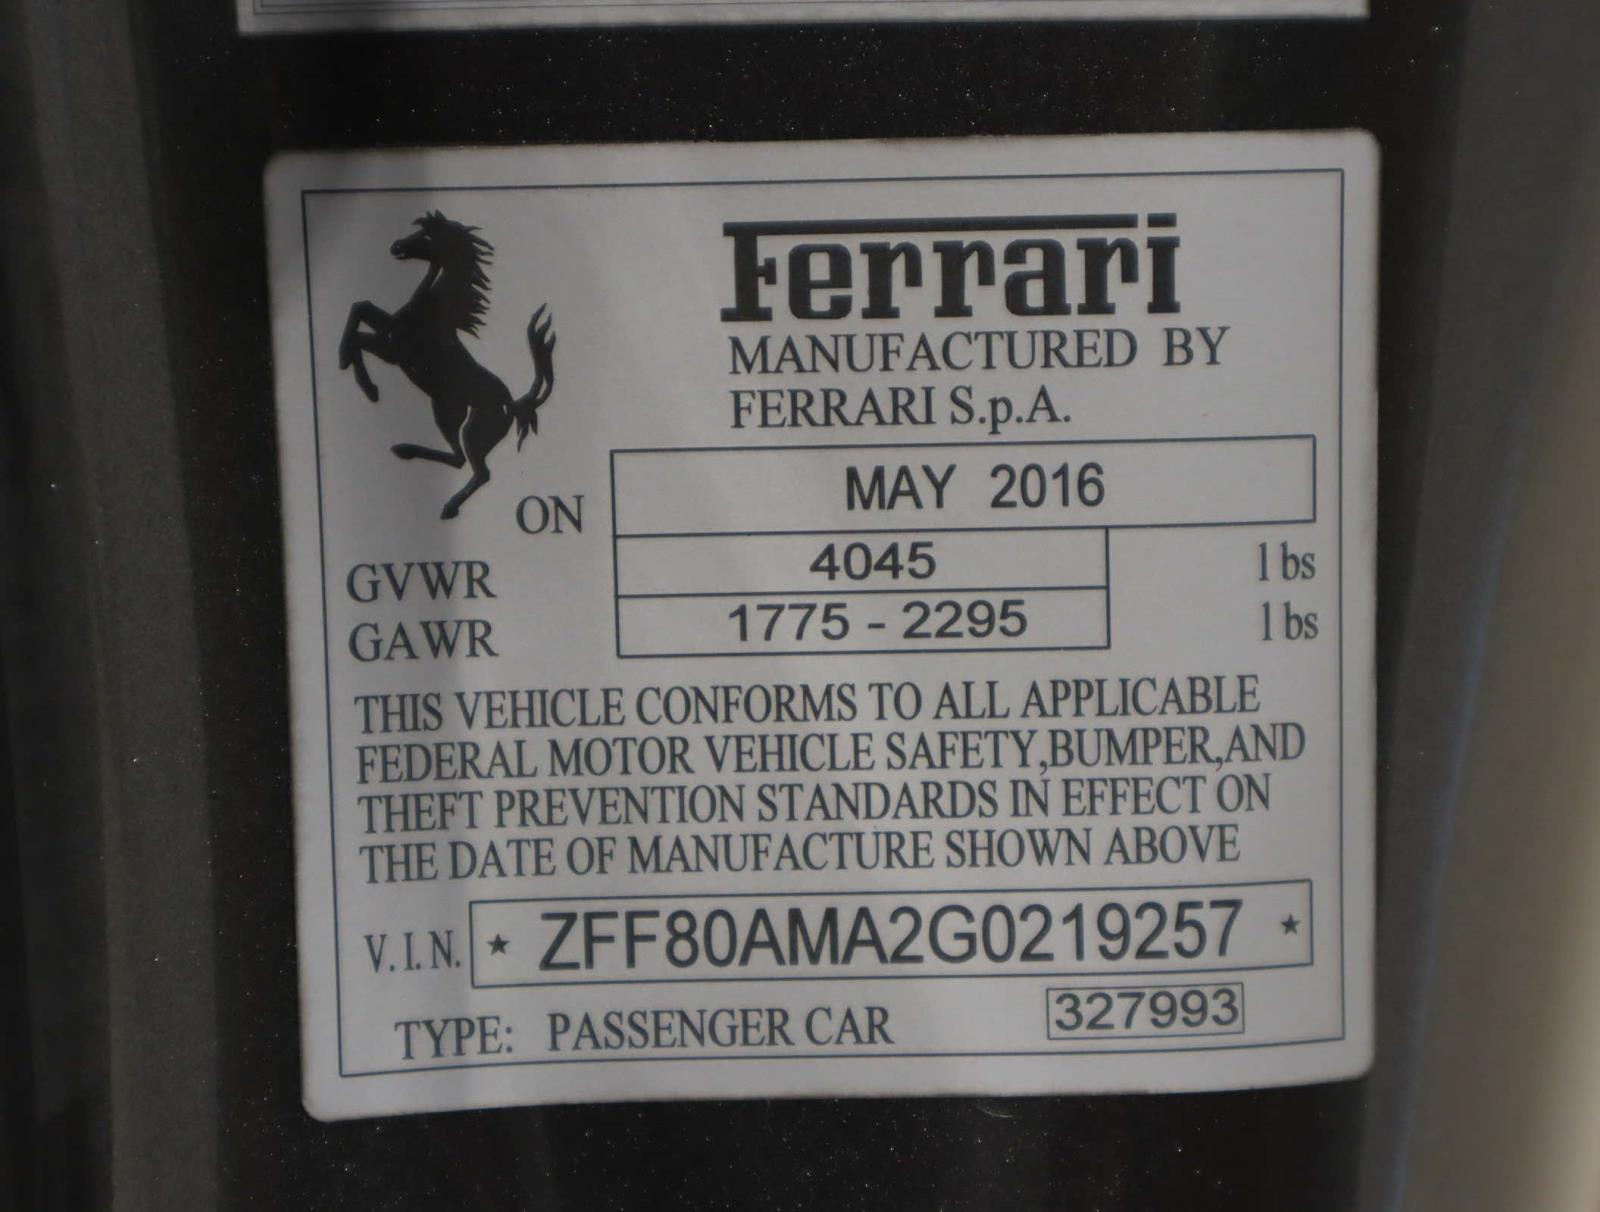 Ferrari
MANUFACTURED BY
FERRARI S.p.A.
ON MAY 2016
GVWR 4045 lbs
GAWR 1775 - 2295 lbs
THIS VEHICLE CONFORMS TO ALL APPLICABLE
FEDERAL MOTOR VEHICLE SAFETY,BUMPER,AND
THEFT PREVENTION STANDARDS IN EFFECT ON
THE DATE OF MANUFACTURE SHOWN ABOVE
V.I.N. ★ ZFF80AMA2G0219257 ★
TYPE: PASSENGER CAR 327993